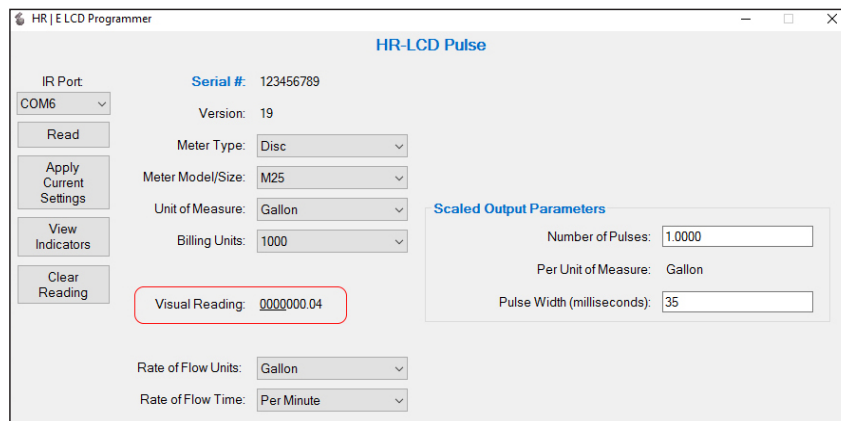 HR | E LCD Programmer
HR-LCD Pulse
IR Port:
COM6
Read
Apply
Current
Settings
View
Indicators
Clear
Reading
Serial #: 123456789
Version: 19
Meter Type: Disc
Meter Model/Size: M25
Unit of Measure: Gallon
Billing Units: 1000
Visual Reading: 0000000.04
Rate of Flow Units: Gallon
Rate of Flow Time: Per Minute
Scaled Output Parameters
Number of Pulses: 1.0000
Per Unit of Measure: Gallon
Pulse Width (milliseconds): 35